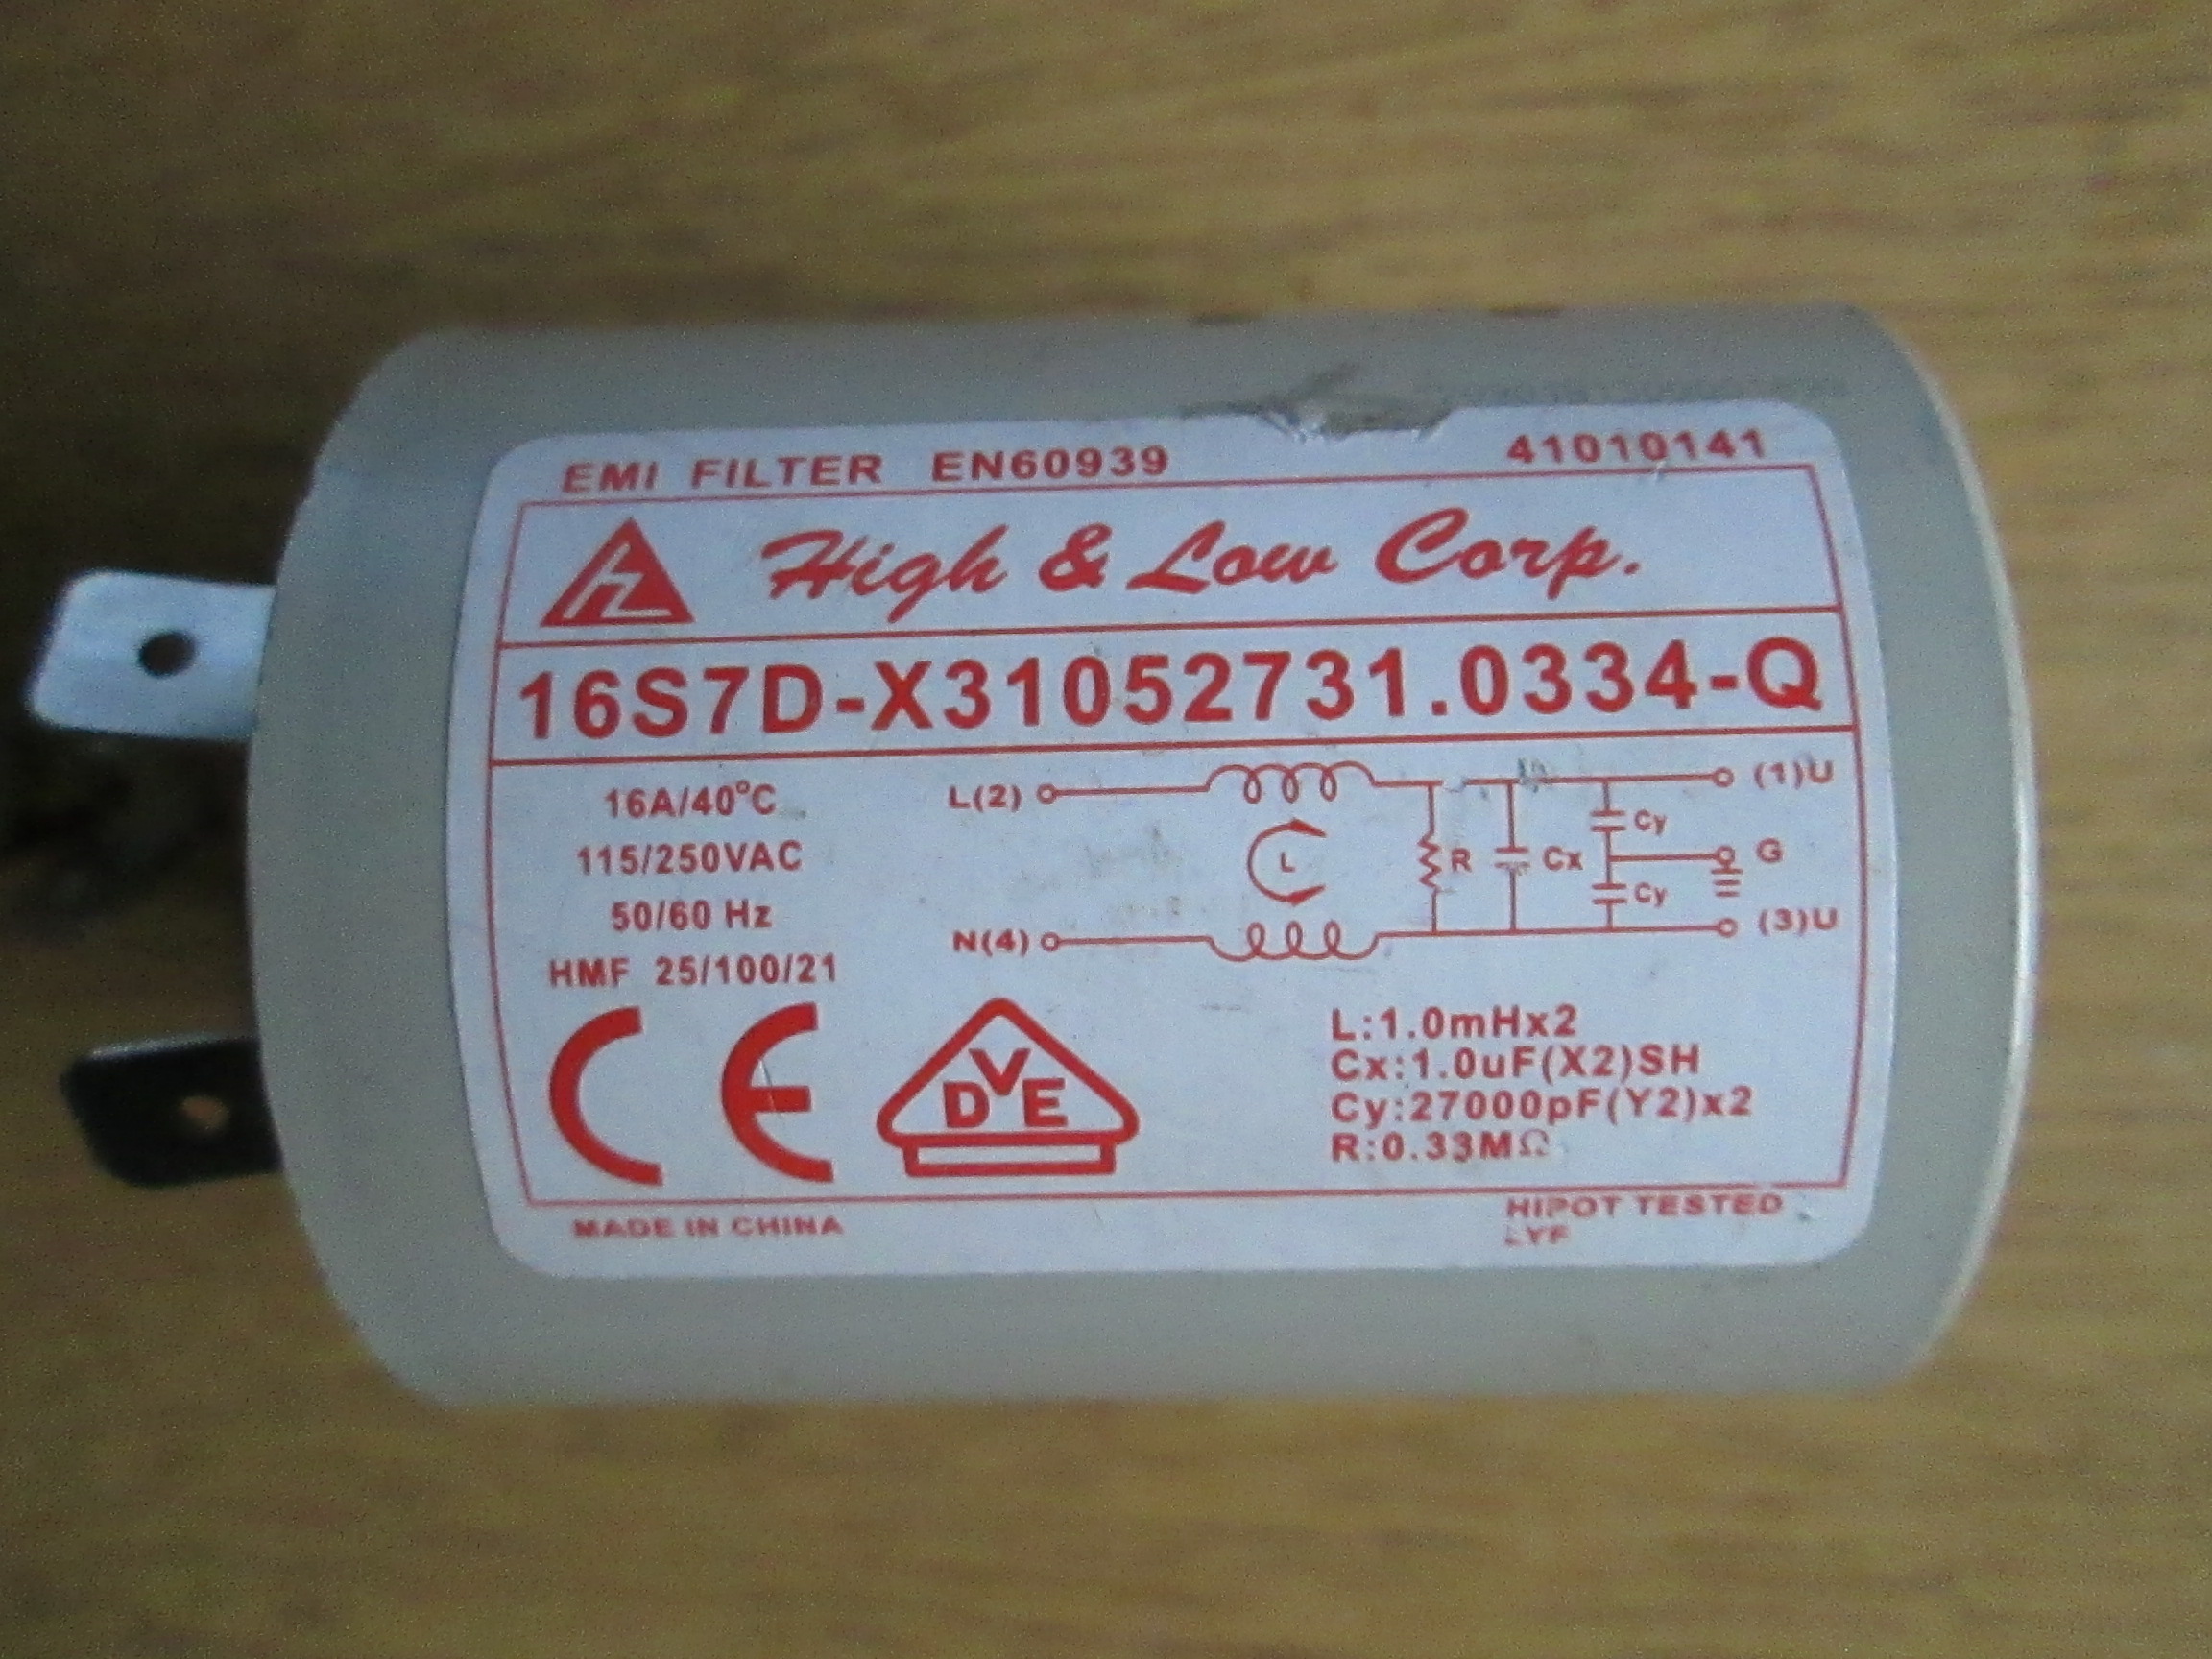 EMI FILTER EN60939 41010141
High & Low Corp.
16S7D-X31052731.0334-Q
16A/40°C
115/250VAC
50/60 Hz
HMF 25/100/21
L(2) (1)U
Cy
L R Cx G
Cy
N(4) (3)U
CE
DVE
L:1.0mHx2
Cx:1.0uF(X2)SH
Cy:27000pF(Y2)x2
R:0.33MΩ
MADE IN CHINA HIPOT TESTED